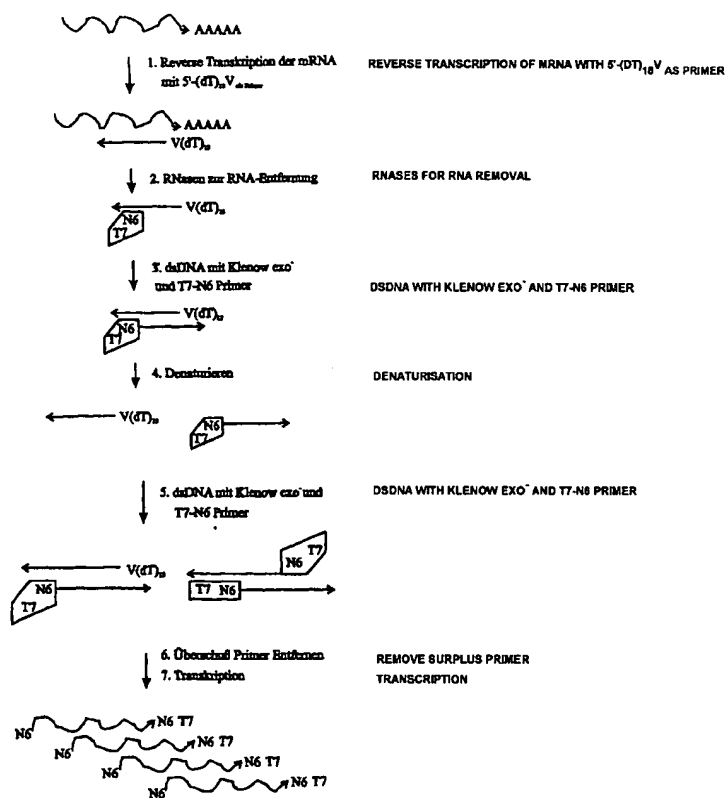 AAAAA
1. Reverse Transkription der mRNA REVERSE TRANSCRIPTION OF MRNA WITH 5'-(DT)₁₈V AS PRIMER
mit 5'-(dT)₁₈V als Primer
AAAAA
V(dT)₁₈
2. RNasen zur RNA-Entfernung RNASES FOR RNA REMOVAL
V(dT)₁₈
N6
T7
3. dsDNA mit Klenow exo⁻ DSDNA WITH KLENOW EXO⁻ AND T7-N6 PRIMER
und T7-N6 Primer
V(dT)₁₈
N6
T7
4. Denaturieren DENATURISATION
V(dT)₁₈ N6
T7
5. dsDNA mit Klenow exo⁻ und DSDNA WITH KLENOW EXO⁻ AND T7-N6 PRIMER
T7-N6 Primer
V(dT)₁₈ N6 T7
N6 T7 N6
T7
6. Überschuß Primer Entfernen REMOVE SURPLUS PRIMER
7. Transkription TRANSCRIPTION
N6 N6 T7
N6 N6 T7
N6 N6 T7
N6 N6 T7